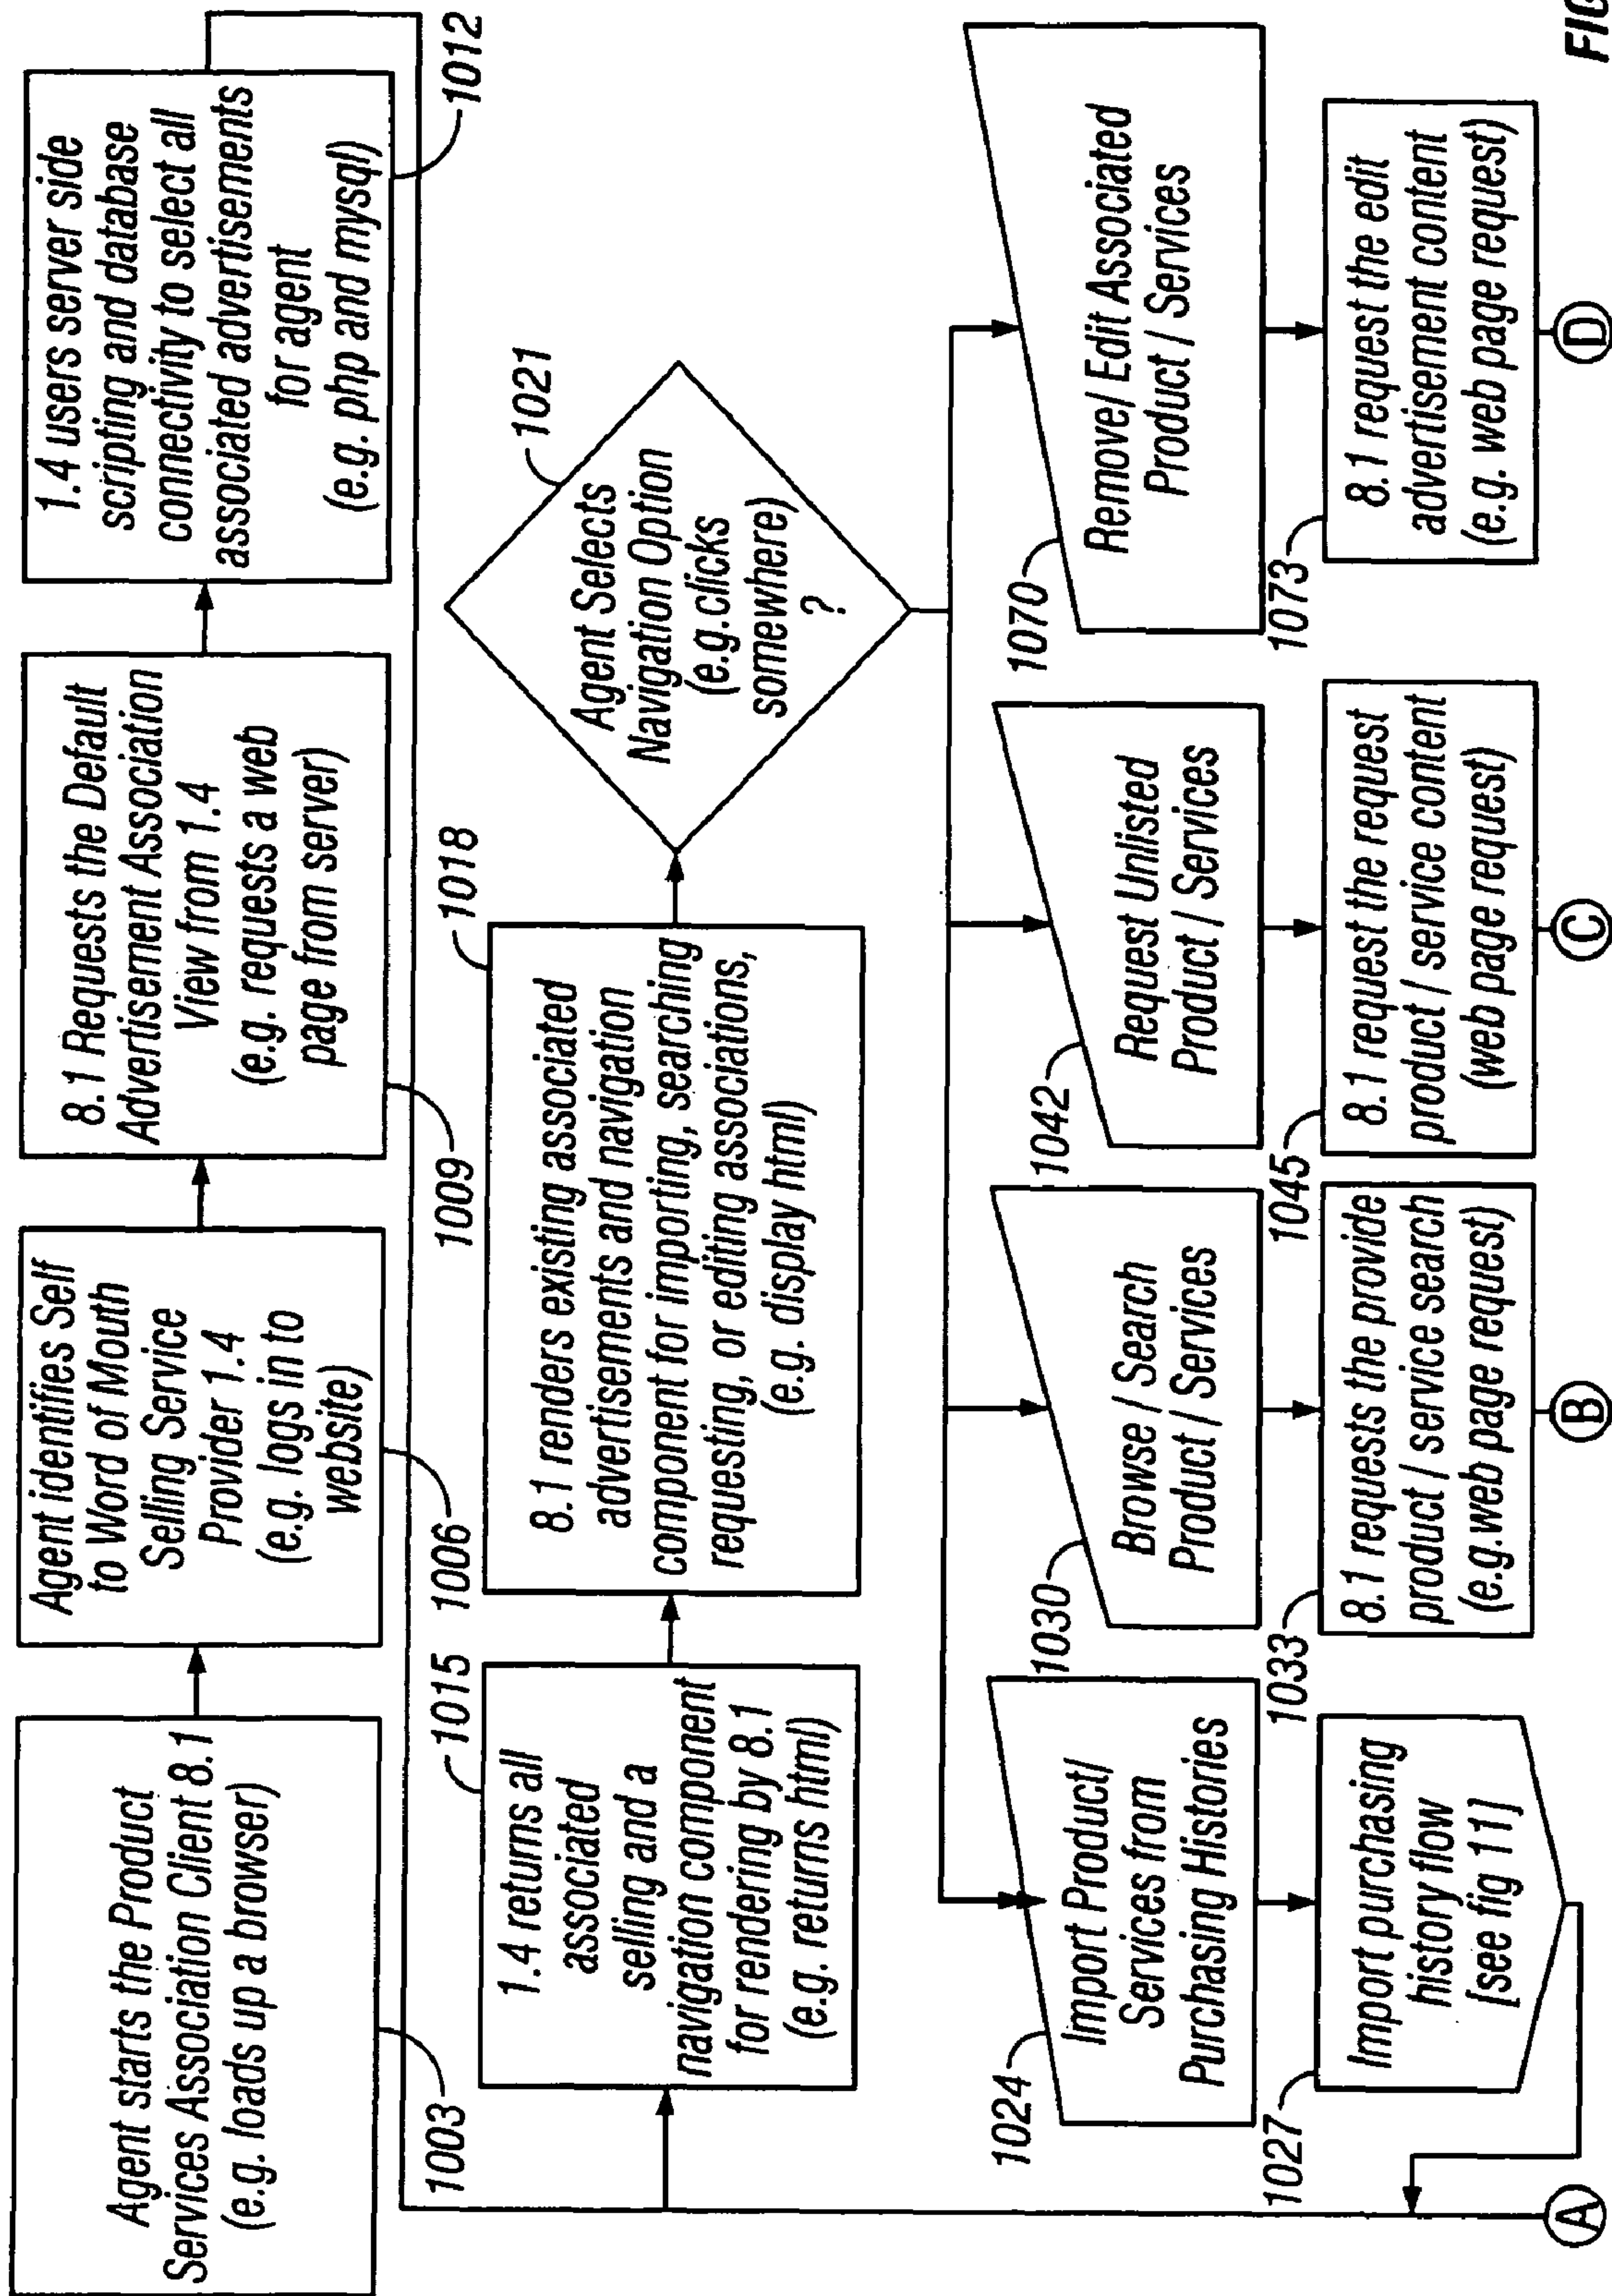 Agent starts the Product
Services Association Client 8.1
(e.g. loads up a browser)
1003
Agent identifies Self
to Word of Mouth
Selling Service
Provider 1.4
(e.g. logs in to
website)
1006
8.1 Requests the Default
Advertisement Association
View from 1.4
(e.g. requests a web
page from server)
1009
1.4 users server side
scripting and database
connectivity to select all
associated advertisements
for agent
(e.g. php and mysql)
1012
1015
1.4 returns all
associated
selling and a
navigation component
for rendering by 8.1
(e.g. returns html)
1018
8.1 renders existing associated
advertisements and navigation
component for importing, searching
requesting, or editing associations,
(e.g. display html)
1021
Agent Selects
Navigation Option
(e.g.clicks
somewhere)
?
1024
Import Product/
Services from
Purchasing Histories
1030
Browse / Search
Product / Services
1042
Request Unlisted
Product / Services
1070
Remove/ Edit Associated
Product / Services
1027
Import purchasing
history flow
[see fig 11]
1033
8.1 requests the provide
product / service search
(e.g.web page request)
1045
8.1 request the request
product / service content
(web page request)
1073
8.1 request the edit
advertisement content
(e.g. web page request)
A
B
C
D